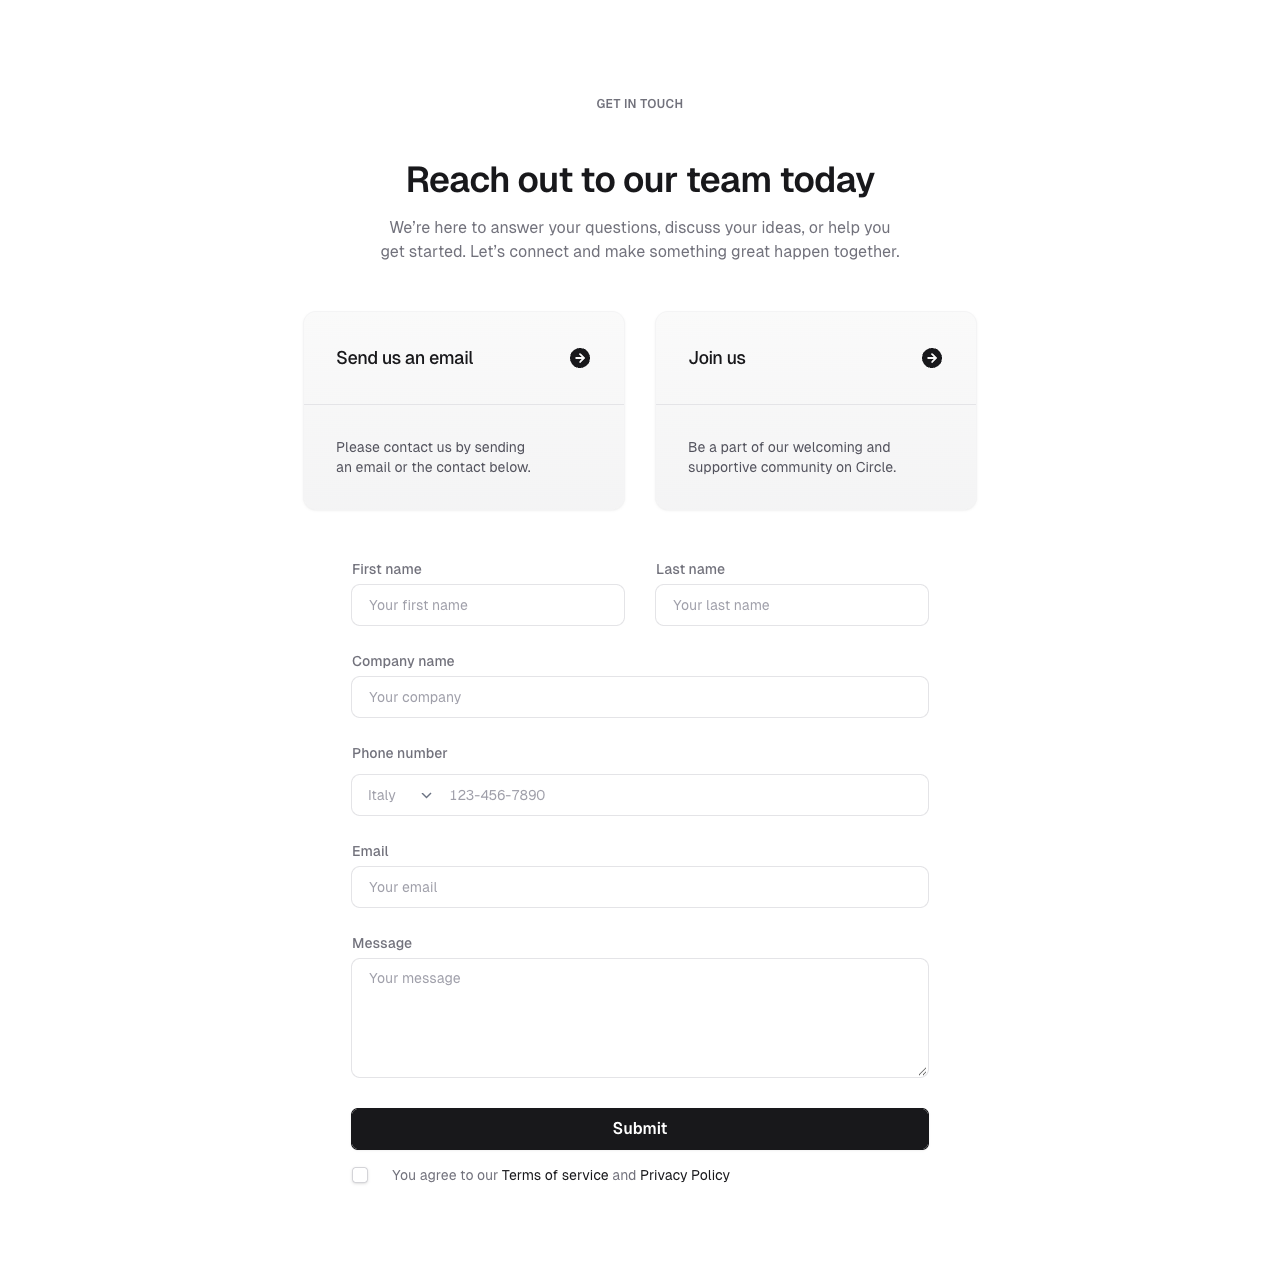 GET IN TOUCH
Reach out to our team today
We’re here to answer your questions, discuss your ideas, or help you
get started. Let’s connect and make something great happen together.
Send us an email
Please contact us by sending
an email or the contact below.
Join us
Be a part of our welcoming and
supportive community on Circle.
First name
Your first name
Last name
Your last name
Company name
Your company
Phone number
Italy
123-456-7890
Email
Your email
Message
Your message
Submit
You agree to our Terms of service and Privacy Policy